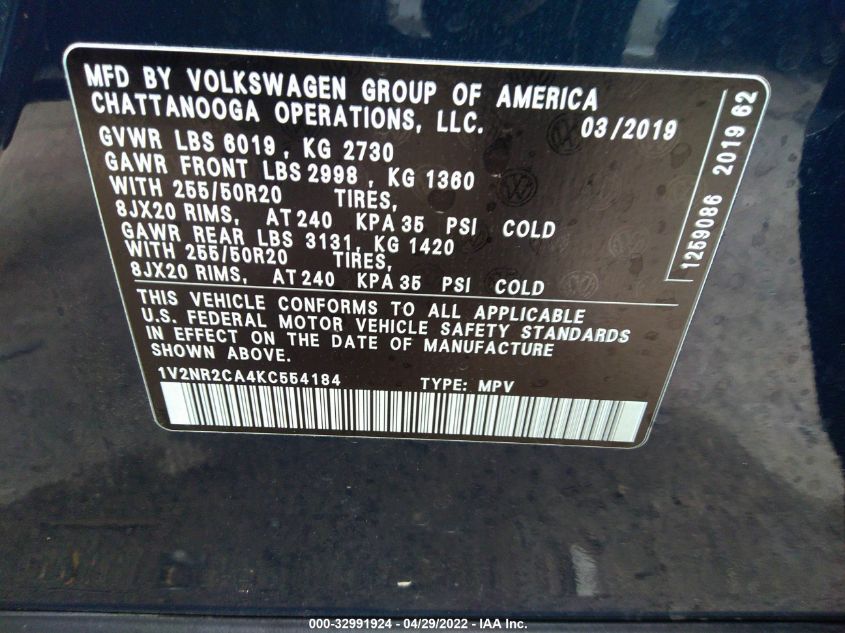 MFD BY VOLKSWAGEN GROUP OF AMERICA
CHATTANOOGA OPERATIONS, LLC. 03/2019
GVWR LBS 6019 , KG 2730
GAWR FRONT LBS 2998 , KG 1360
WITH 255/50R20 TIRES,
8JX20 RIMS, AT 240 KPA 35 PSI COLD
GAWR REAR LBS 3131, KG 1420
WITH 255/50R20 TIRES,
8JX20 RIMS, AT 240 KPA 35 PSI COLD
THIS VEHICLE CONFORMS TO ALL APPLICABLE
U.S. FEDERAL MOTOR VEHICLE SAFETY STANDARDS
IN EFFECT ON THE DATE OF MANUFACTURE
SHOWN ABOVE.
1V2NR2CA4KC554184 TYPE: MPV
1259086 2019 62
000-32991924 - 04/29/2022 - IAA Inc.